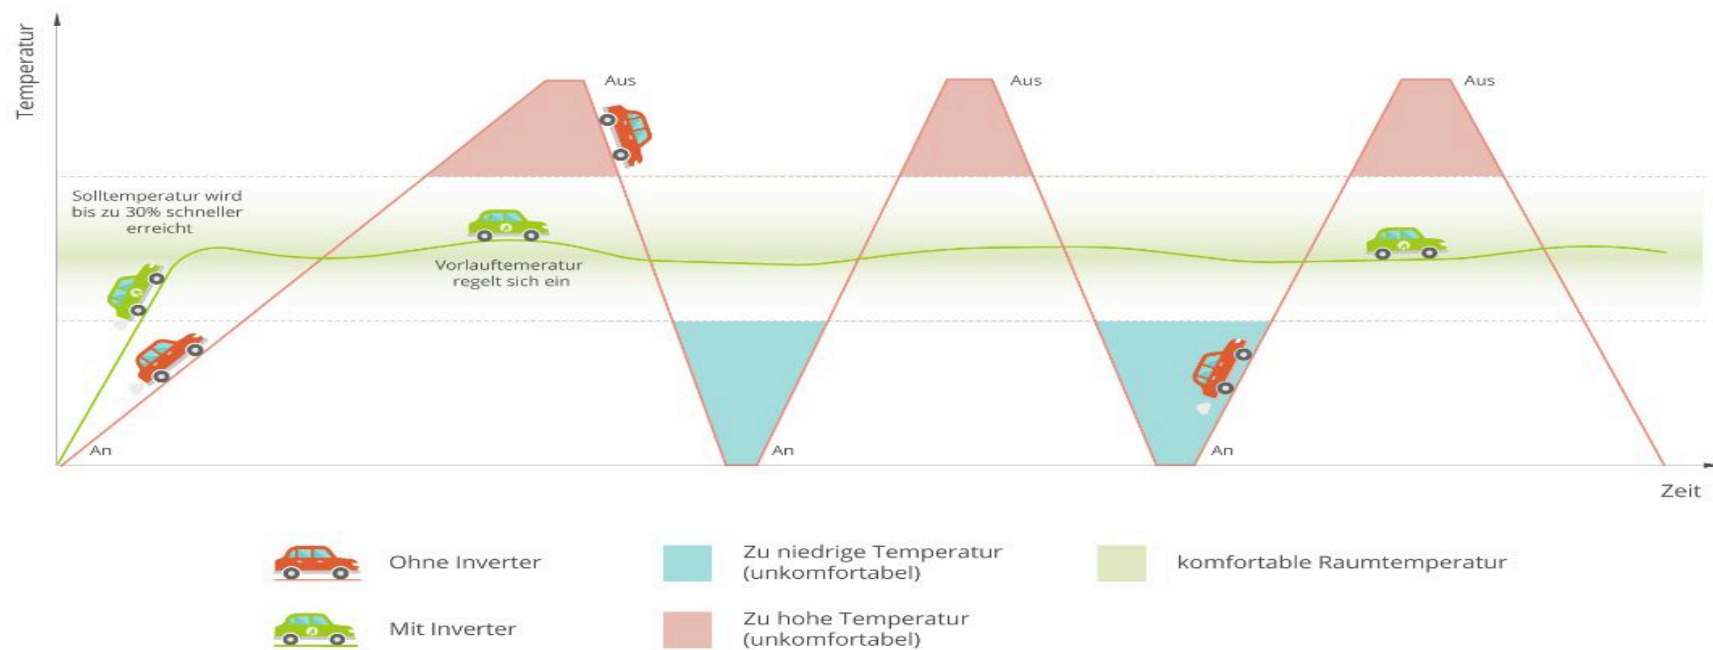 Temperatur
Aus
Aus
Aus
Solltemperatur wird
bis zu 30% schneller
erreicht
Vorlauftemeratur
regelt sich ein
An
An
An
Zeit
Ohne Inverter
Zu niedrige Temperatur
(unkomfortabel)
komfortable Raumtemperatur
Mit Inverter
Zu hohe Temperatur
(unkomfortabel)